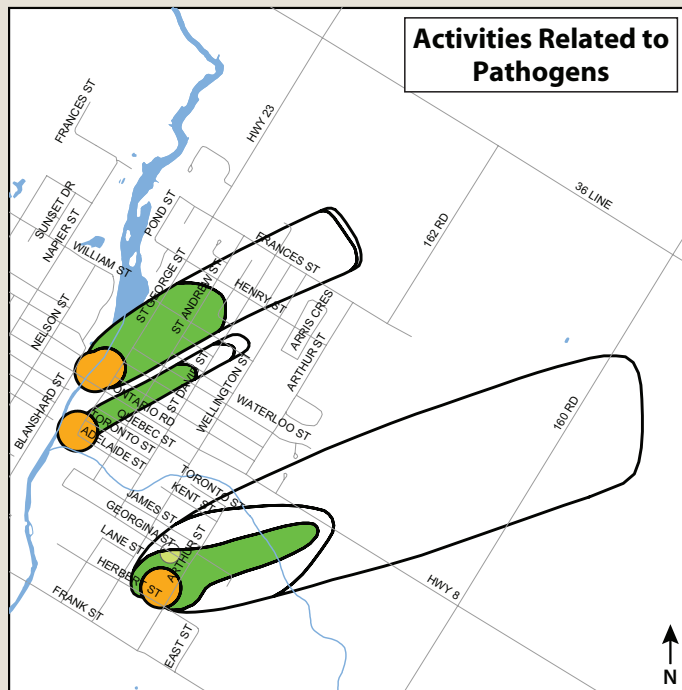 Activities Related to
Pathogens
FRANCES ST
HWY 23
36 LINE
SUNSET DR
NAPIER ST
POND ST
162 RD
WILLIAM ST
FRANCES ST
ST GEORGE ST
ST ANDREW ST
HENRY ST
NELSON ST
ARRIS CRES
ARTHUR ST
BLANSHARD ST
ST DAVID ST
WELLINGTON ST
WATERLOO ST
160 RD
ONTARIO RD
QUEBEC ST
TORONTO ST
ADELAIDE ST
TORONTO ST
KENT ST
JAMES ST
GEORGINA ST
LANE ST
ARTHUR ST
HERBERT ST
HWY 8
FRANK ST
EAST ST
N